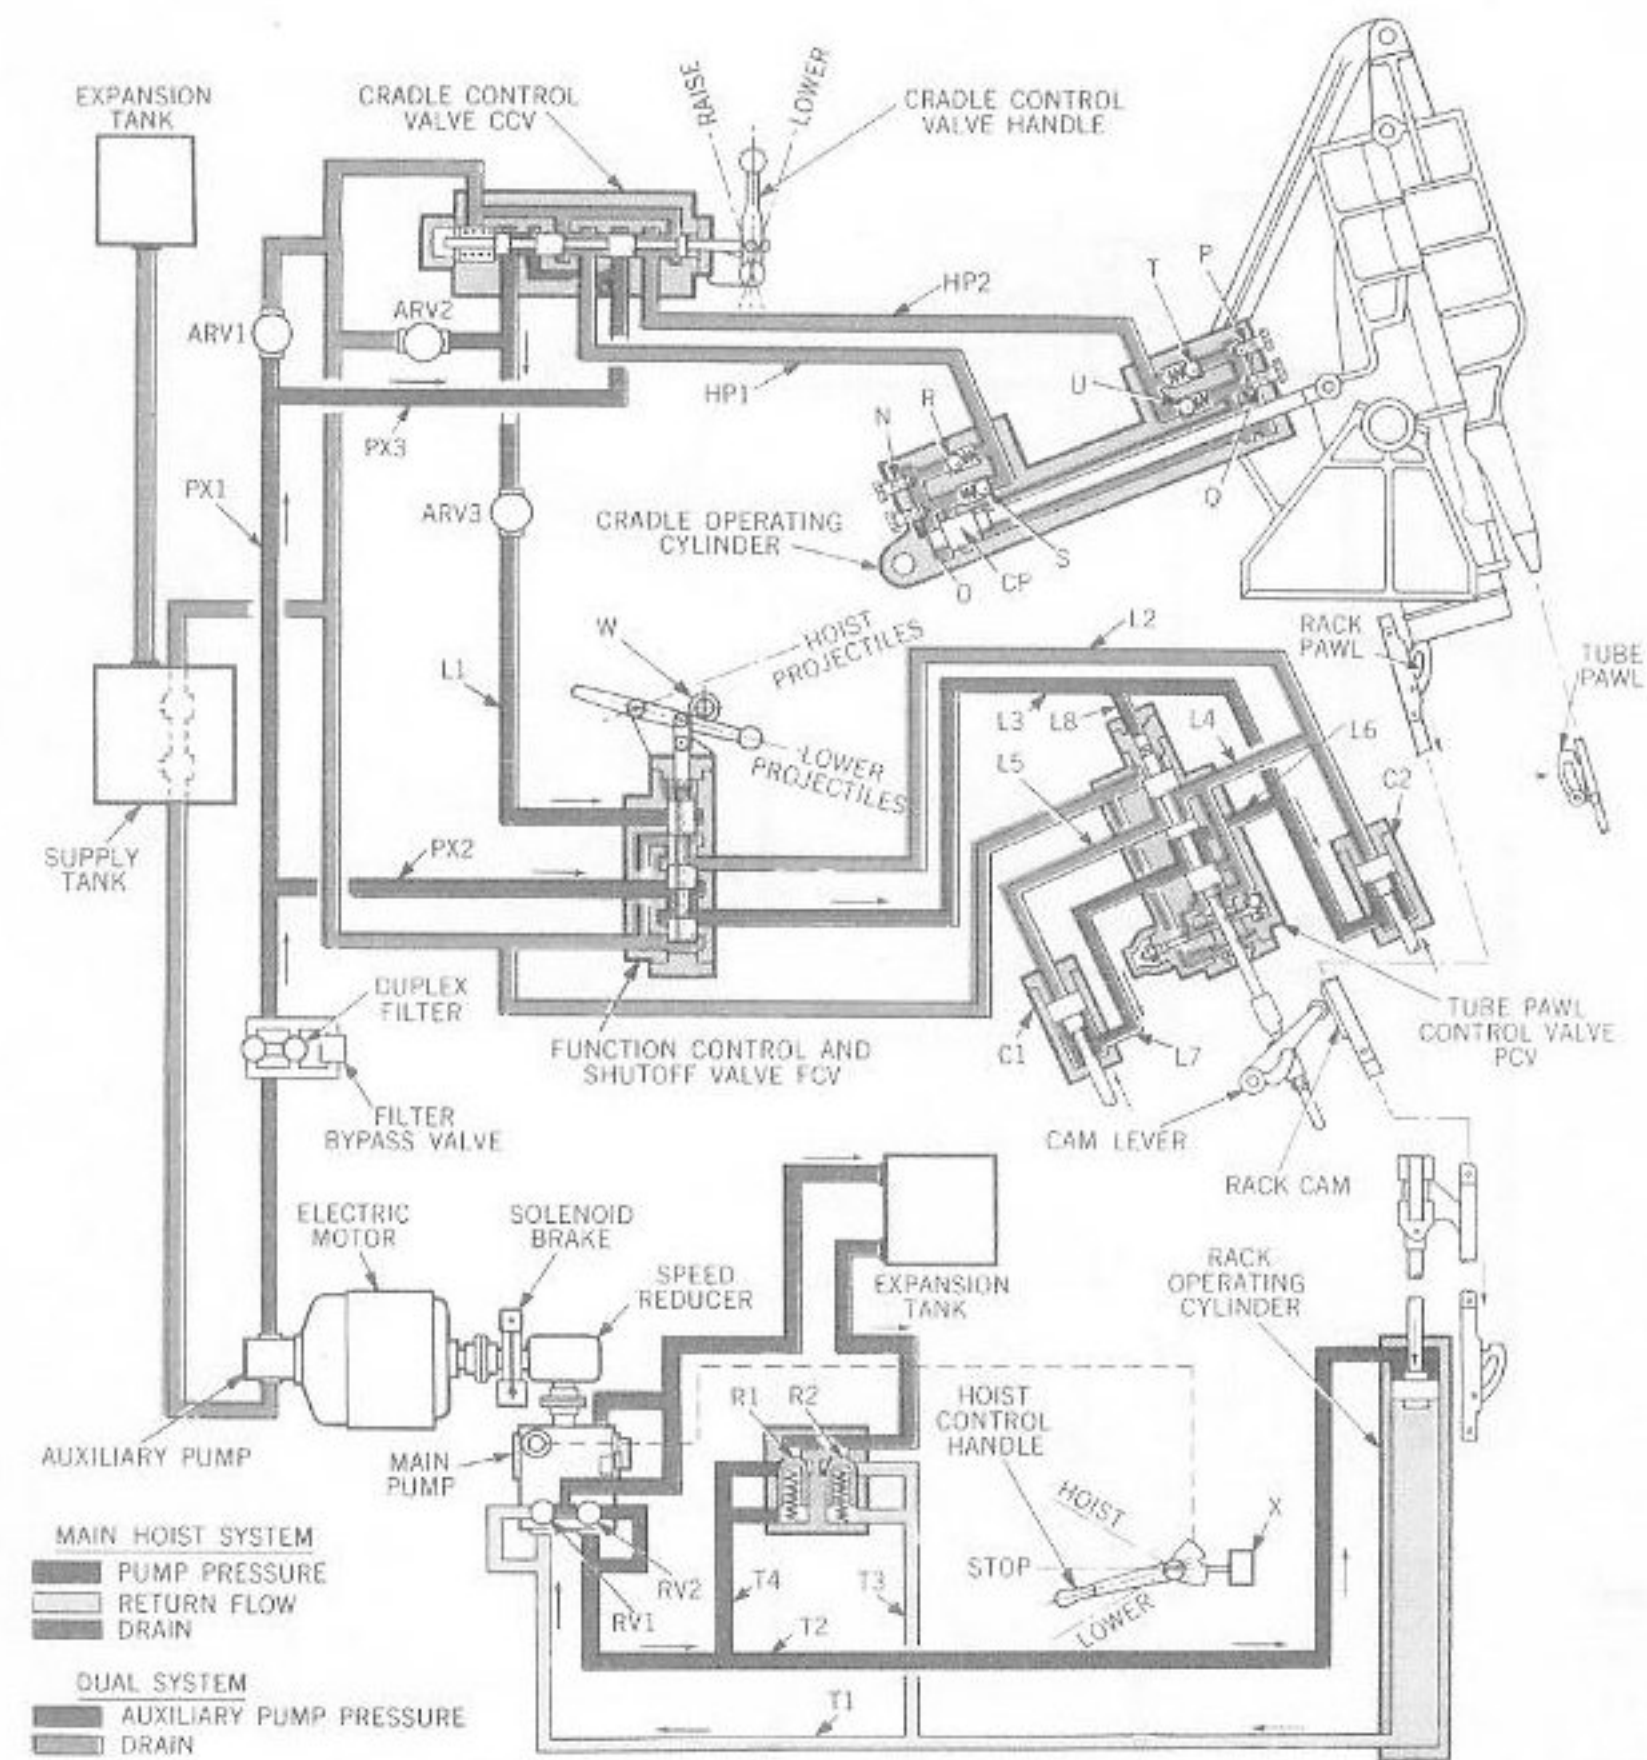 EXPANSION
TANK
CRADLE CONTROL
VALVE CCV
RAISE
LOWER
CRADLE CONTROL
VALVE HANDLE
ARV1
ARV2
HP2
T
P
HP1
U
R
N
PX3
Q
PX1
ARV3
CRADLE OPERATING
CYLINDER
S
O
CP
W
HOIST
PROJECTILES
L2
RACK
PAWL
TUBE
PAWL
L1
L3
L8
L4
L6
LOWER
PROJECTILES
L5
C2
SUPPLY
TANK
PX2
DUPLEX
FILTER
TUBE PAWL
CONTROL VALVE
PCV
FUNCTION CONTROL AND
SHUTOFF VALVE FCV
C1
L7
FILTER
BYPASS VALVE
CAM LEVER
RACK CAM
ELECTRIC
MOTOR
SOLENOID
BRAKE
SPEED
REDUCER
EXPANSION
TANK
RACK
OPERATING
CYLINDER
R1
R2
HOIST
CONTROL
HANDLE
AUXILIARY PUMP
MAIN
PUMP
HOIST
X
STOP
MAIN HOIST SYSTEM
PUMP PRESSURE
RETURN FLOW
DRAIN
RV2
RV1
T4
T3
LOWER
T2
DUAL SYSTEM
AUXILIARY PUMP PRESSURE
DRAIN
T1